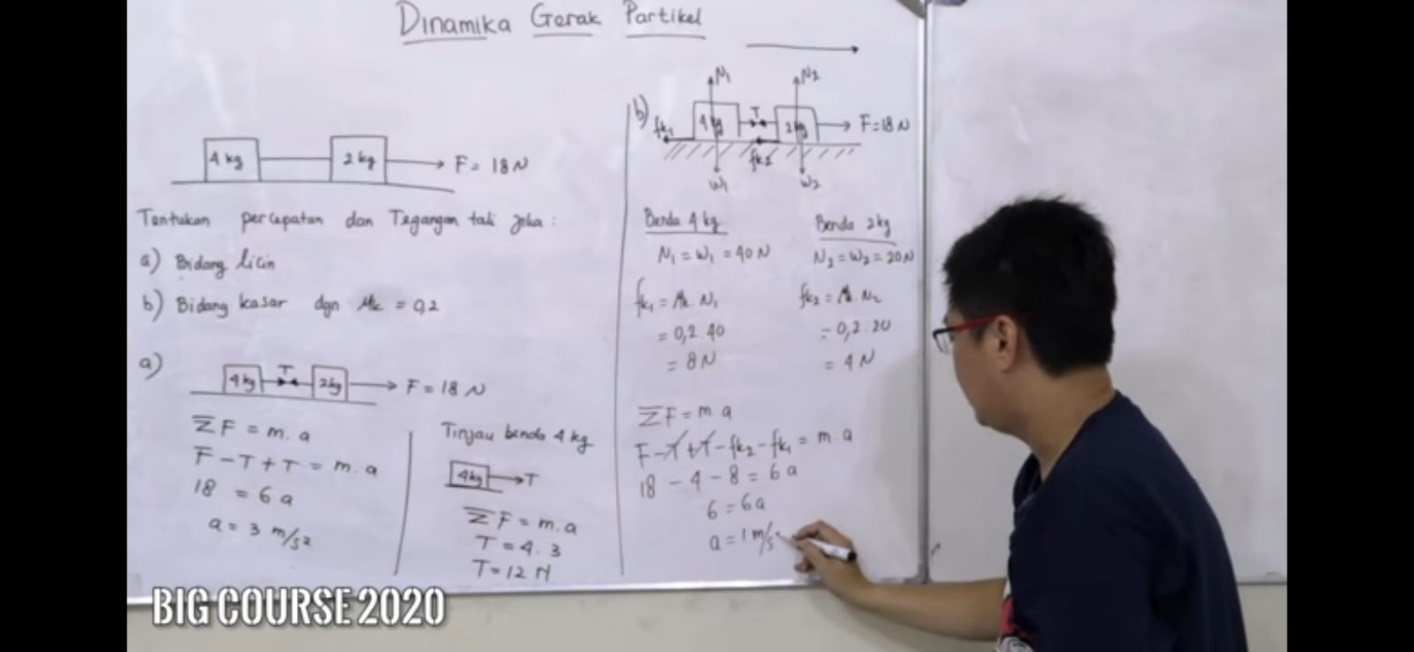 Dinamika Gerak Partikel
4 kg
2 kg
F = 18 N
Tentukan percepatan dan Tegangan tali jika :
a) Bidang licin
b) Bidang kasar dgn μk = 0,2
a)
4 kg
T
2 kg
F = 18 N
ΣF = m. a
F - T + T = m. a
18 = 6 a
a = 3 m/s²
Tinjau benda 4 kg
4 kg
T
ΣF = m. a
T = 4. 3
T = 12 N
b)
N1
N2
fk1
4 kg
T
2 kg
F = 18 N
fk2
W1
W2
Benda 4 kg
N1 = W1 = 40 N
fk1 = μk. N1
= 0,2. 40
= 8 N
Benda 2 kg
N2 = W2 = 20 N
fk2 = μk. N2
= 0,2. 20
= 4 N
ΣF = m a
F - T + T - fk2 - fk1 = m. a
18 - 4 - 8 = 6 a
6 = 6a
a = 1 m/s
BIG COURSE 2020